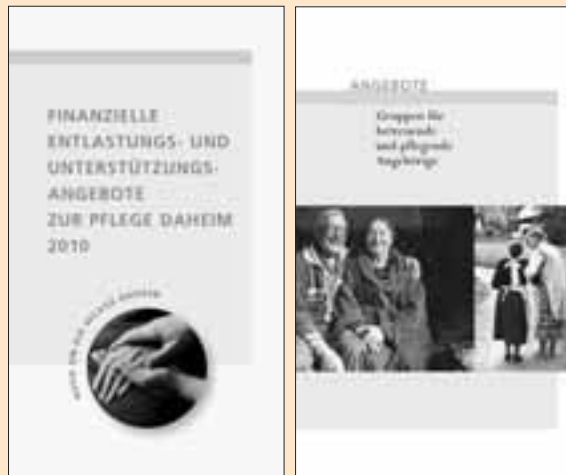 FINANZIELLE
ENTLASTUNGS- UND
UNTERSTÜTZUNGS-
ANGEBOTE
ZUR PFLEGE DAHEIM
2010
ANGEBOTE
Gruppen für
betreuende
und pflegende
Angehörige